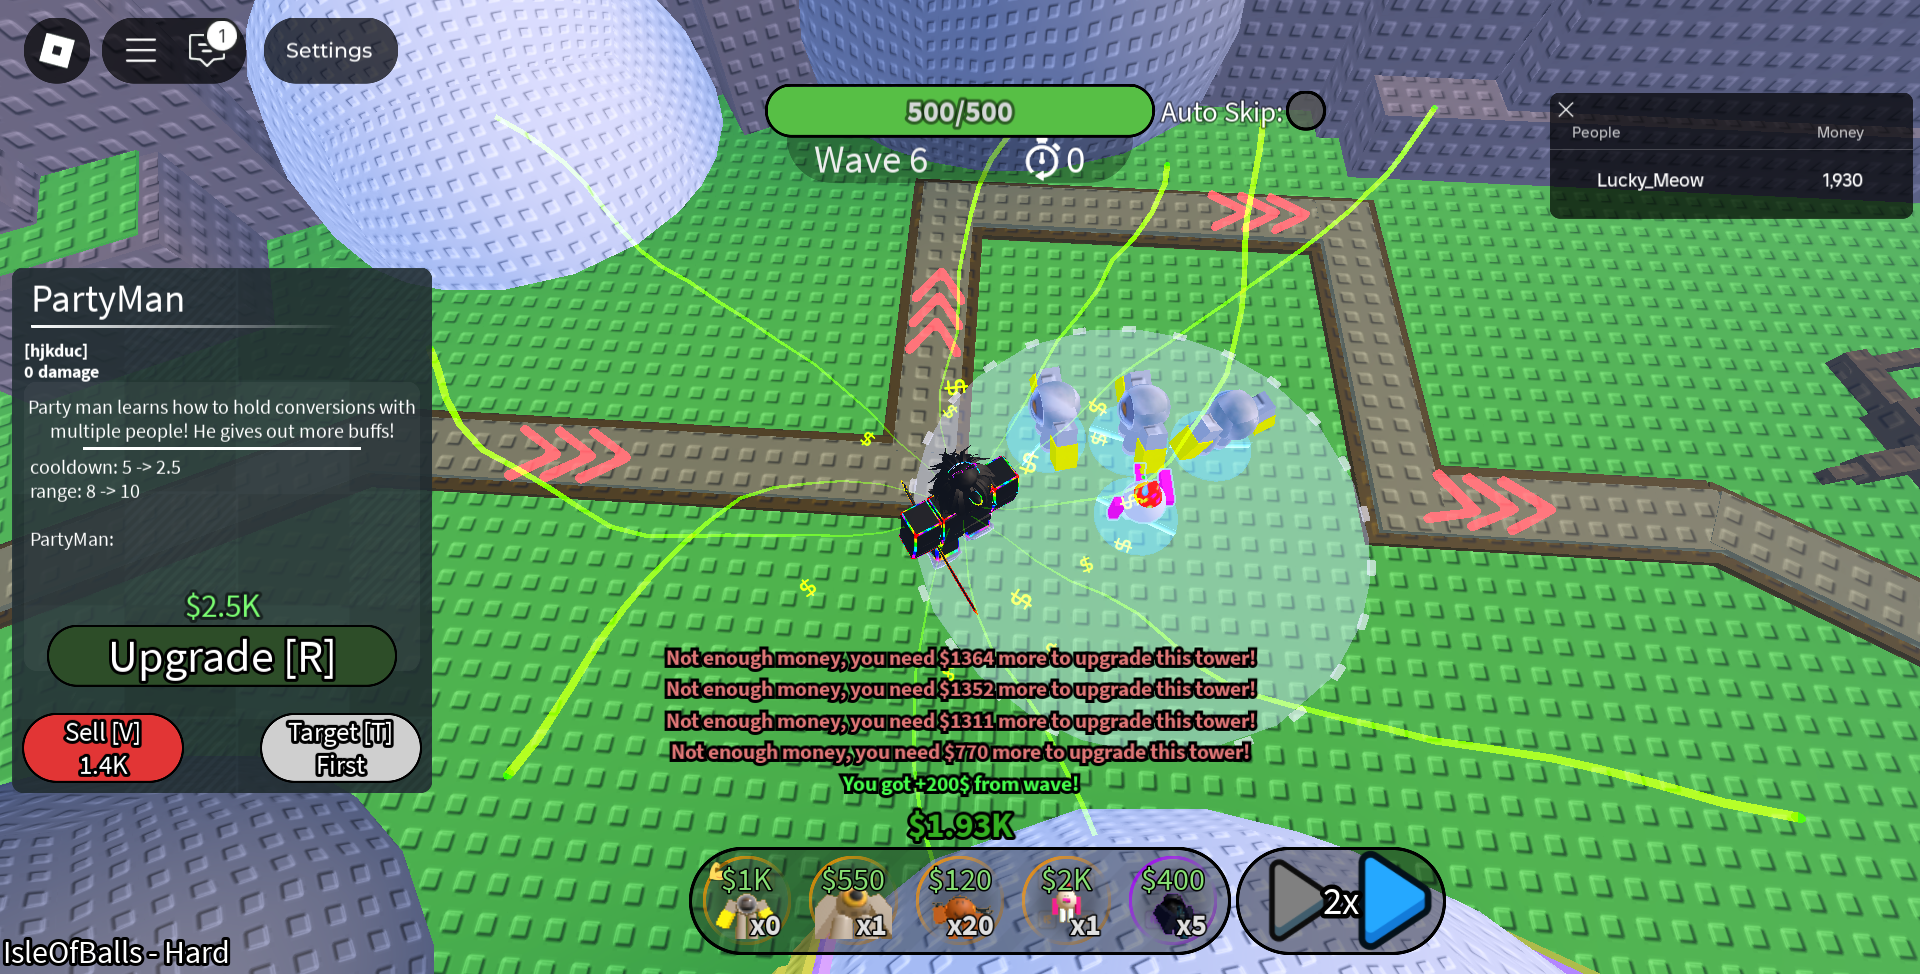 1
Settings
500/500
Auto Skip:
Wave 6
0
People Money
Lucky_Meow 1,930
PartyMan
[hjkduc]
0 damage
Party man learns how to hold conversions with
multiple people! He gives out more buffs!
cooldown: 5 -> 2.5
range: 8 -> 10
PartyMan:
$2.5K
Upgrade [R]
Sell [V]
1.4K
Target [T]
First
Not enough money, you need $1364 more to upgrade this tower!
Not enough money, you need $1352 more to upgrade this tower!
Not enough money, you need $1311 more to upgrade this tower!
Not enough money, you need $770 more to upgrade this tower!
You got +200$ from wave!
$1.93K
$1K x0
$550 x1
$120 x20
$2K x1
$400 x5
2x
IsleOfBalls - Hard